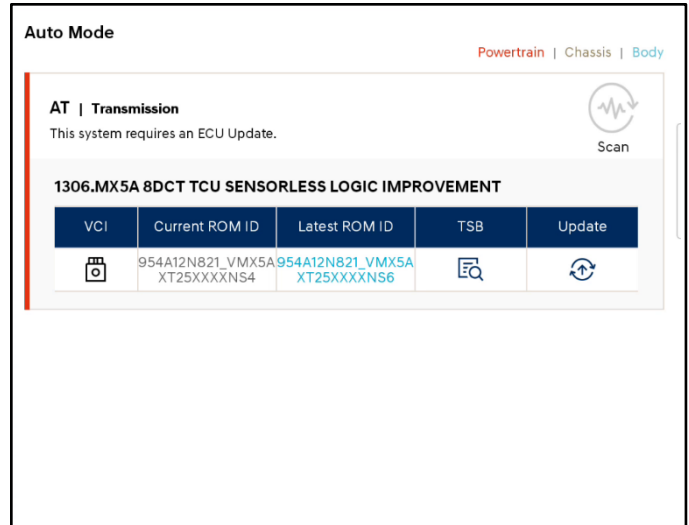 Auto Mode
Powertrain | Chassis | Body
AT | Transmission
This system requires an ECU Update.
Scan
1306.MX5A 8DCT TCU SENSORLESS LOGIC IMPROVEMENT
VCI Current ROM ID Latest ROM ID TSB Update
954A12N821_VMX5A 954A12N821_VMX5A
XT25XXXXNS4 XT25XXXXNS6